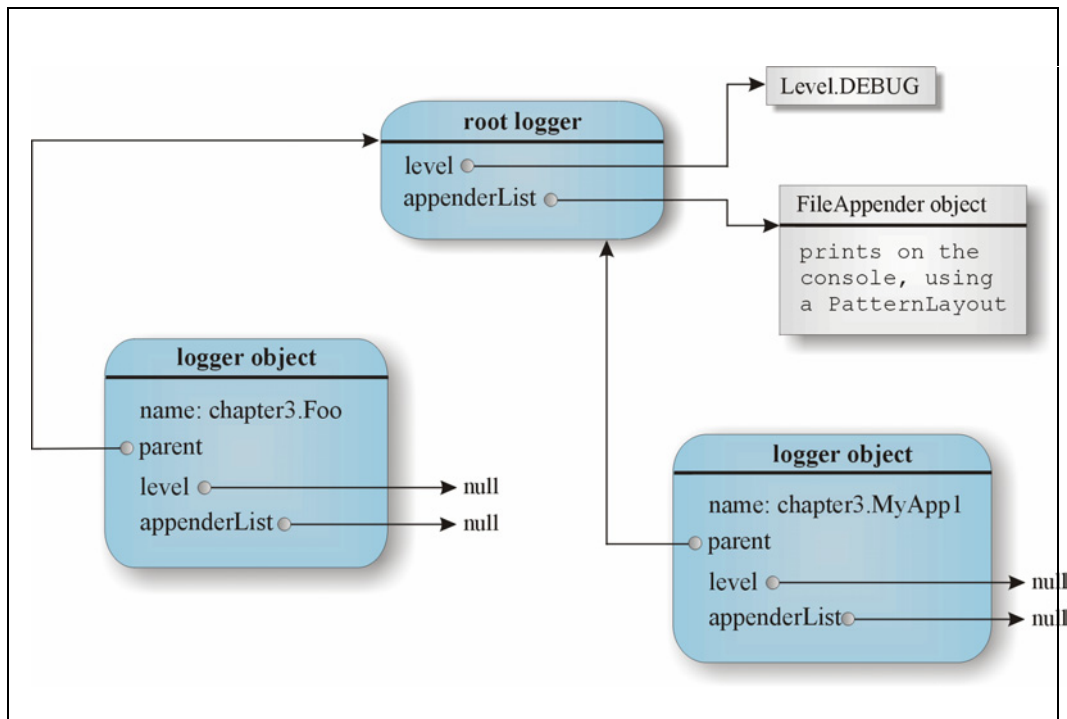 Level.DEBUG
root logger
level
appenderList
FileAppender object
prints on the
console, using
a PatternLayout
logger object
name: chapter3.Foo
parent
level
null
appenderList
null
logger object
name: chapter3.MyApp1
parent
level
null
appenderList
null